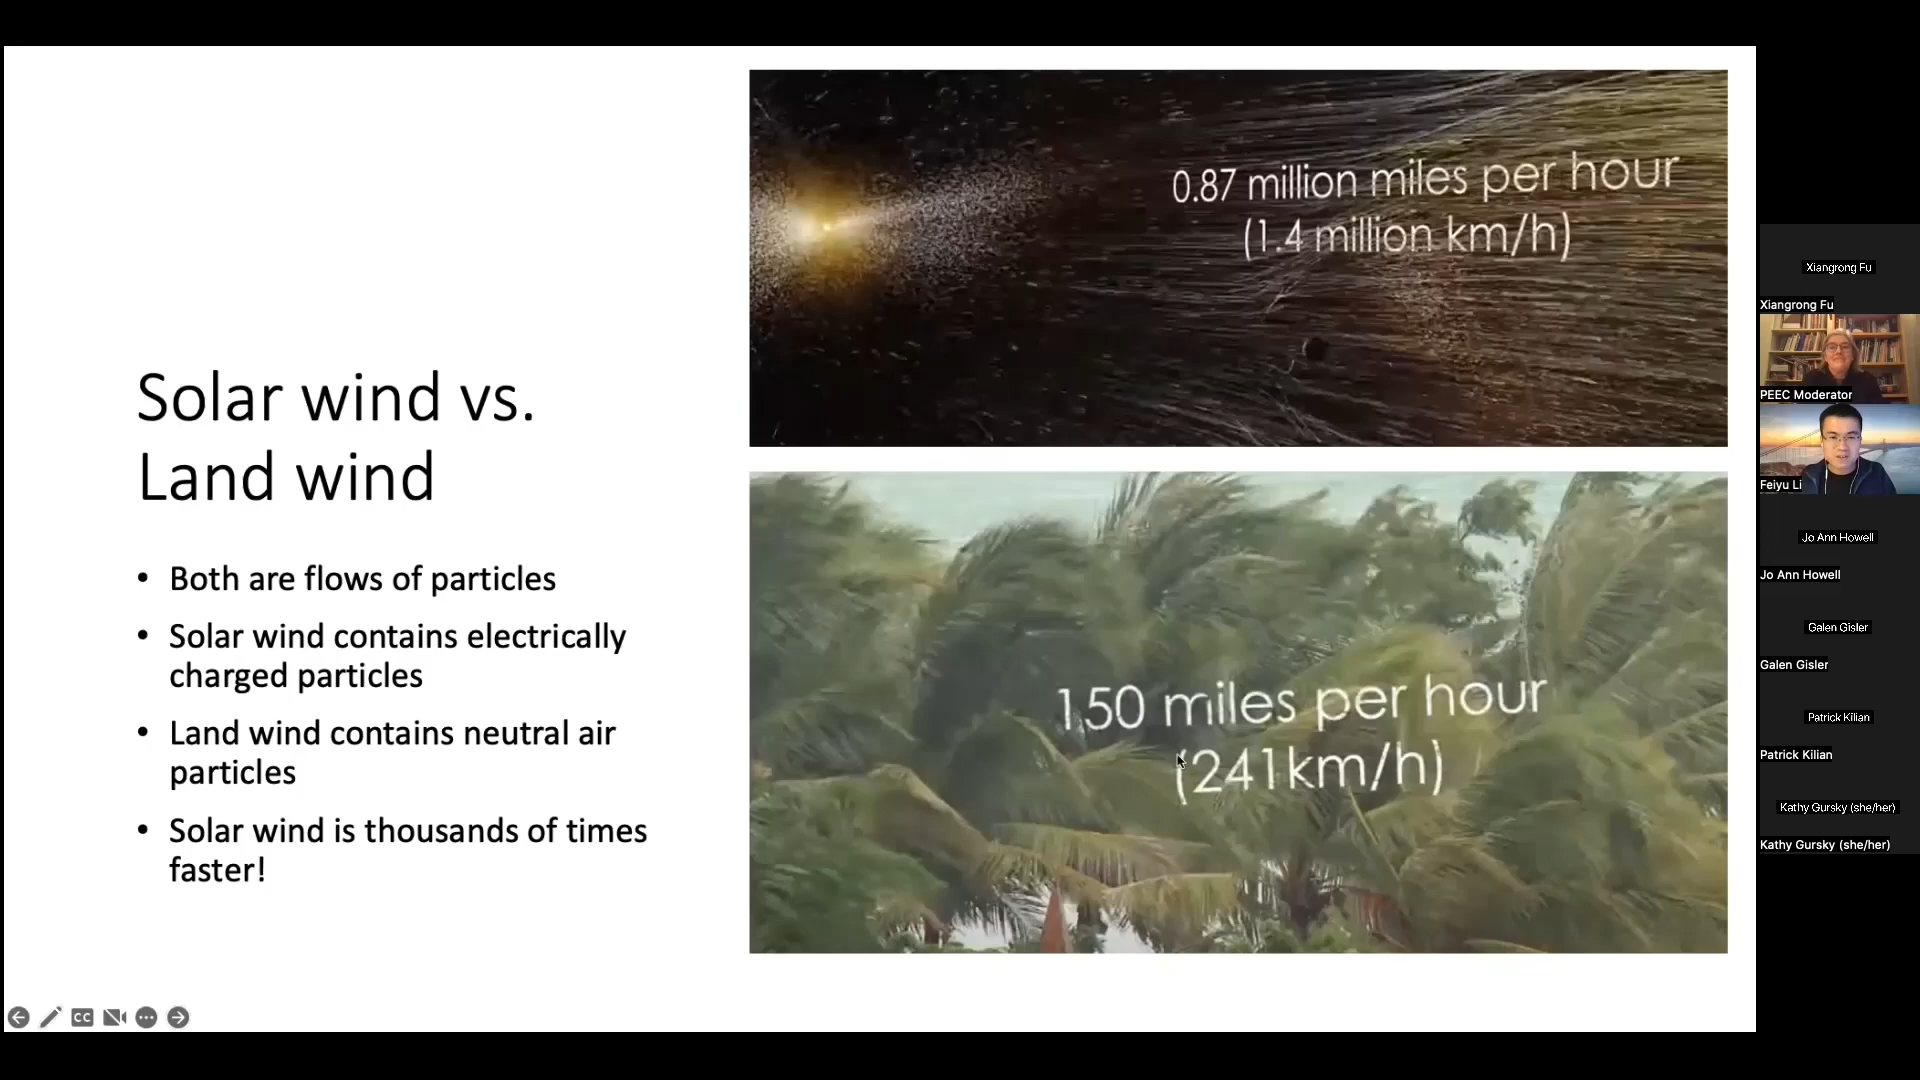 Solar wind vs.
Land wind
• Both are flows of particles
• Solar wind contains electrically
charged particles
• Land wind contains neutral air
particles
• Solar wind is thousands of times
faster!
0.87 million miles per hour
(1.4 million km/h)
150 miles per hour
(241km/h)
CC
Xiangrong Fu
Xiangrong Fu
PEEC Moderator
Feiyu Li
Jo Ann Howell
Jo Ann Howell
Galen Gisler
Galen Gisler
Patrick Kilian
Patrick Kilian
Kathy Gursky (she/her)
Kathy Gursky (she/her)